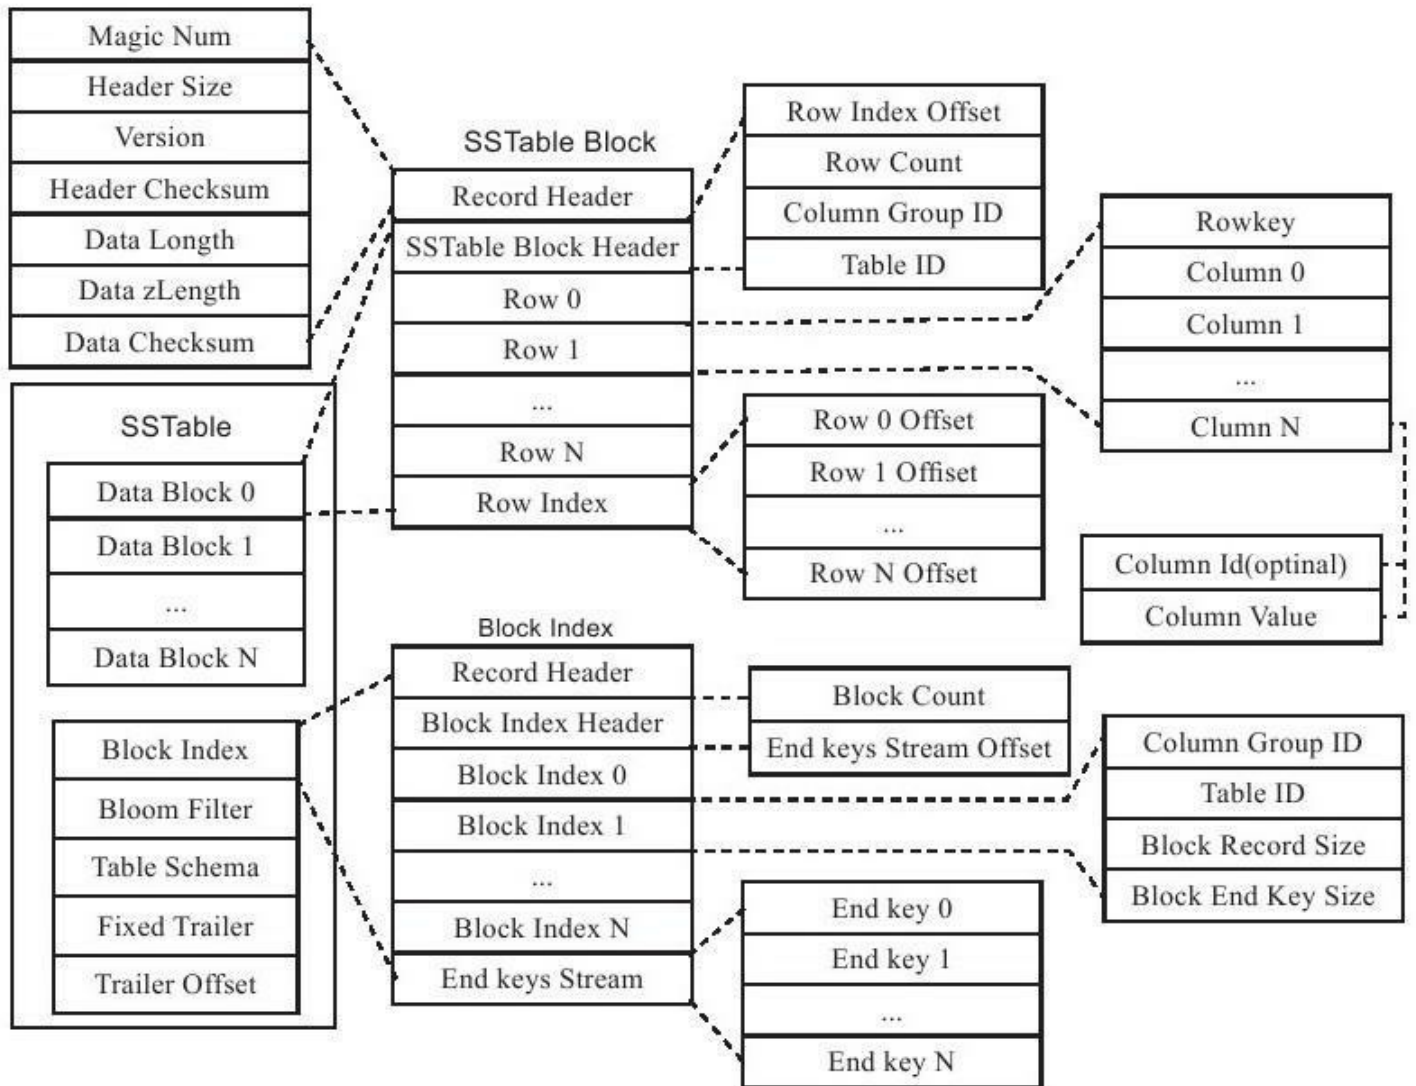 Magic Num
Header Size
Version
Header Checksum
Data Longth
Data zLength
Data Checksum
SSTable
Data Block 0
Data Block 1
...
Data Block N
Block Index
Bloom Filter
Table Schema
Fixed Trailer
Trailer Offset
SSTable Block
Record Header
SSTable Block Header
Row 0
Row 1
...
Row N
Row Index
Block Index
Record Header
Block Index Header
Block Index 0
Block Index 1
...
Block Index N
End keys Stream
Row Index Offset
Row Count
Column Group ID
Table ID
Row 0 Offset
Row 1 Offiset
...
Row N Offset
Block Count
End keys Stream Offset
End key 0
End key 1
...
End key N
Rowkey
Column 0
Column 1
...
Clumn N
Column Id(optinal)
Column Value
Column Group ID
Table ID
Block Record Size
Block End Key Size